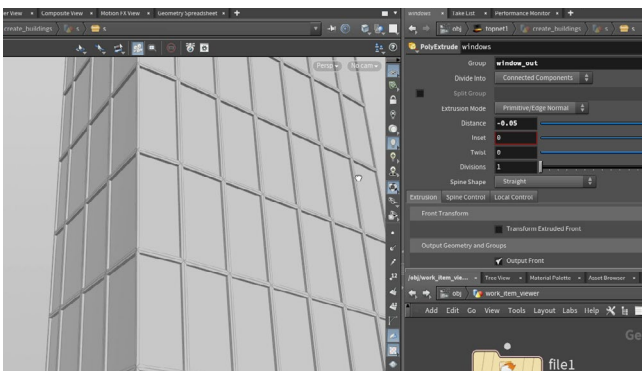 er View Composite View Motion FX View Geometry Spreadsheet
create_buildings s s
Persp No cam
windows Take List Performance Monitor
obj topnet1 create_buildings s
PolyExtrude windows
Group window_out
Divide Into Connected Components
Split Group
Extrusion Mode Primitive/Edge Normal
Distance -0.05
Inset 0
Twist 0
Divisions 1
Spine Shape Straight
Extrusion Spine Control Local Control
Front Transform
Transform Extruded Front
Output Geometry and Groups
Output Front
/obj/work_item_vie... Tree View Material Palette Asset Browser
obj work_item_viewer
Add Edit Go View Tools Layout Labs Help
Ge
file1